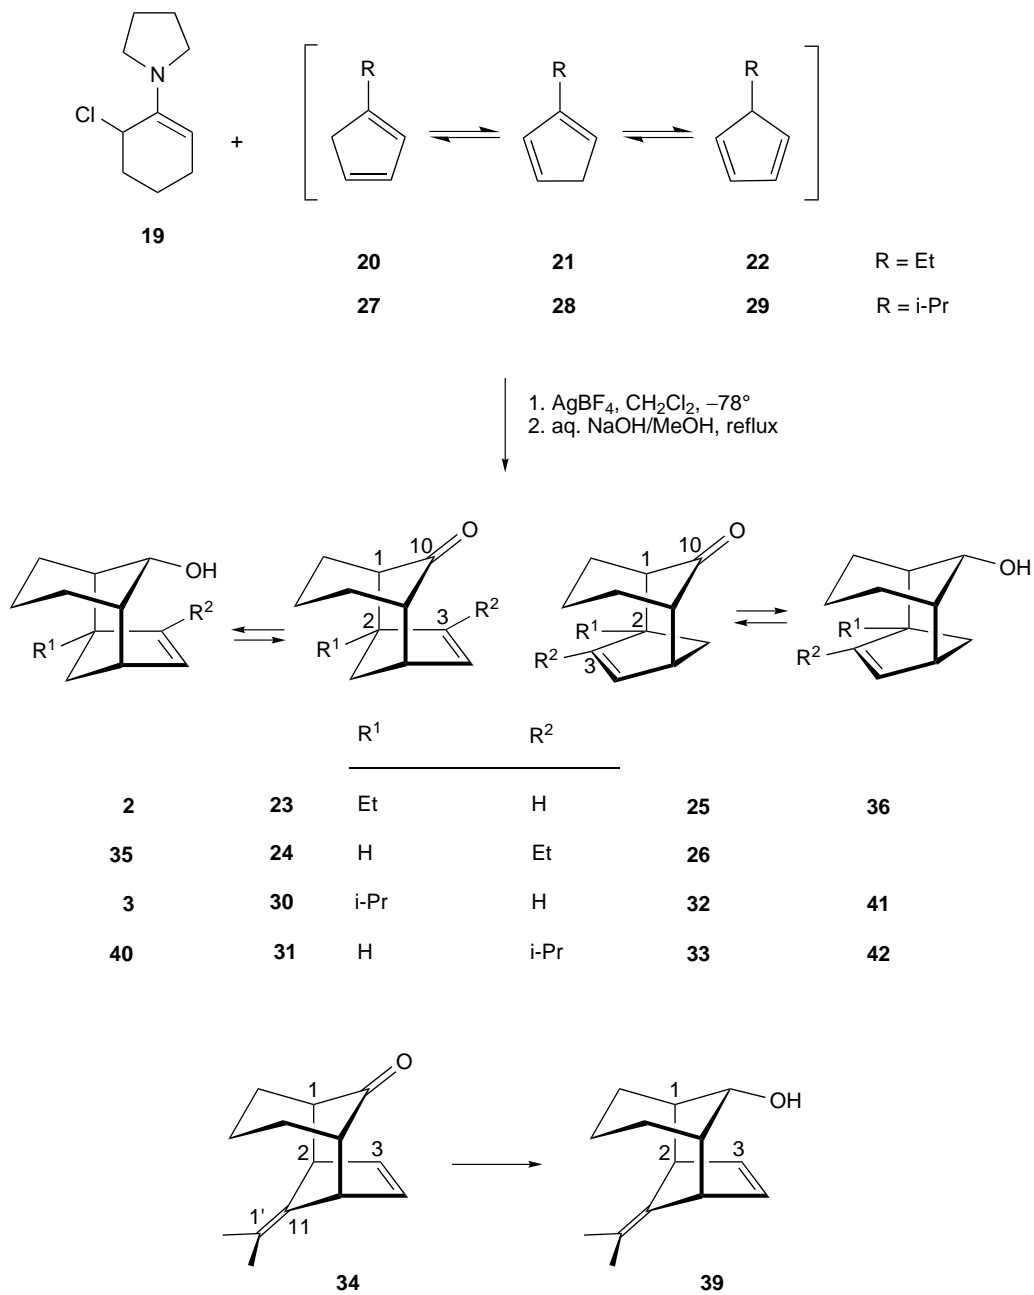 N
Cl
+
R
R
R
19
20 21 22 R = Et
27 28 29 R = i-Pr
1. AgBF₄, CH₂Cl₂, –78°
2. aq. NaOH/MeOH, reflux
OH
R²
R¹
O
10
1
2
3
R²
R¹
O
10
1
R¹
2
R²
3
OH
R¹
R²
R¹ R²
2 23 Et H 25 36
35 24 H Et 26
3 30 i-Pr H 32 41
40 31 H i-Pr 33 42
O
1
2
3
1'
11
34
1
OH
2
3
39